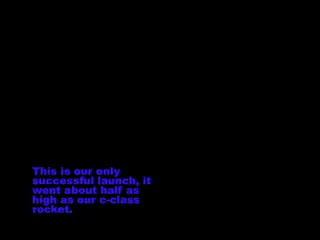 This is our only
successful launch, it
went about half as
high as our c-class
rocket.